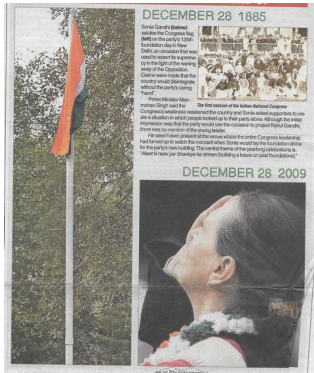 DECEMBER 28 1885
Sonia Gandhi (below)
salutes the Congress flag
(left) on the party's 125th
foundation day in New
Delhi, an occasion that was
used to assert its suprema-
cy in the light of the waning
away of the Opposition.
Claims were made that the
country would disintegrate
without the party's caring
"hand".
Prime Minister Man-
mohan Singh said the
Congress's weakness weakened the country and Sonia asked supporters to cre-
ate a situation in which people looked up to their party alone. Although the initial
impression was that the party would use the occasion to project Rahul Gandhi,
there was no mention of the young leader.
He wasn't even present at the venue where the entire Congress leadership
had turned up to watch the moment when Sonia would lay the foundation stone
for the party's new building. The central theme of the yearlong celebrations is:
"Ateet ki neev par bhavisya ka nirman (building a future on past foundations)."
The first session of the Indian National Congress
DECEMBER 28 2009